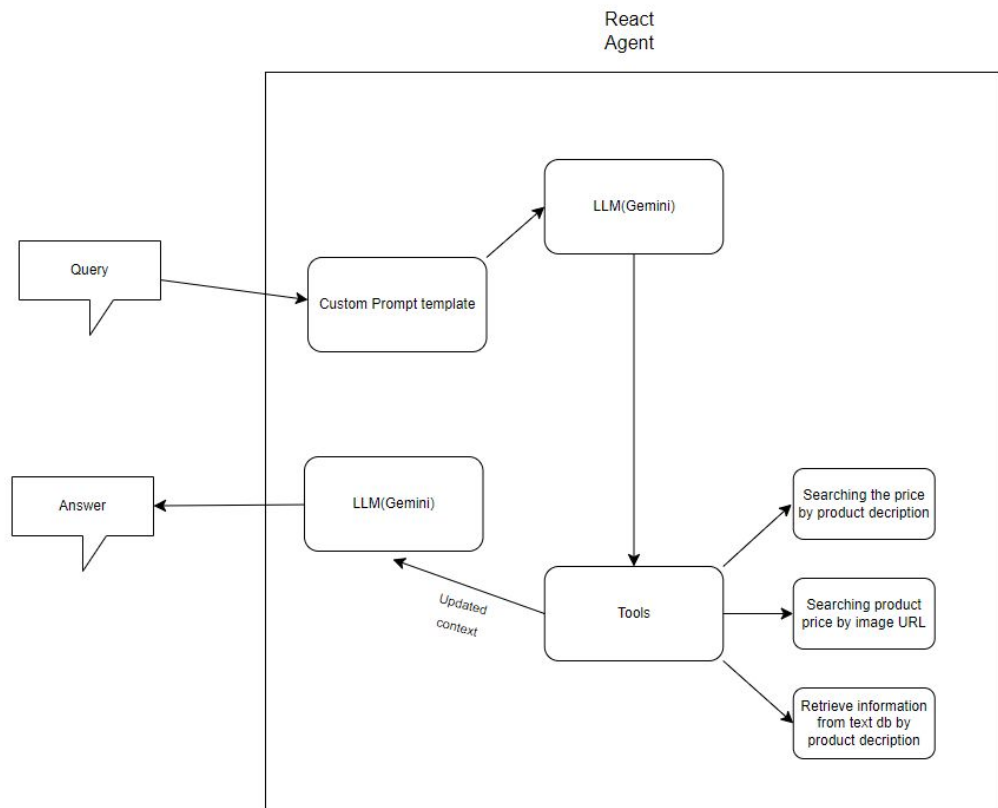 React
Agent
LLM(Gemini)
Query
Custom Prompt template
LLM(Gemini)
Answer
Updated
context
Tools
Searching the price
by product decription
Searching product
price by image URL
Retrieve information
from text db by
product decription